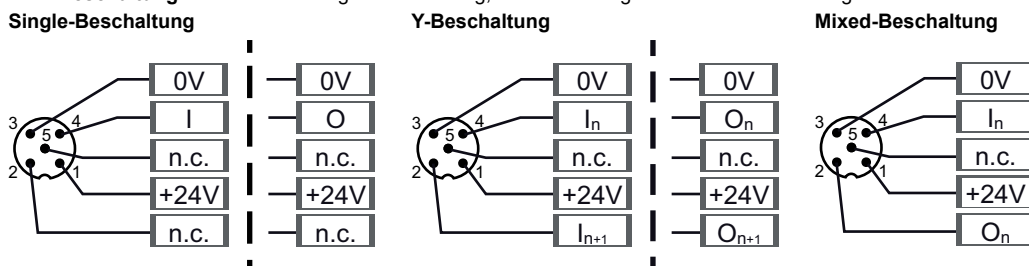 Single-Beschaltung
0V 0V
I O
n.c. n.c.
+24V +24V
n.c. n.c.
3 4 5 2 1
Y-Beschaltung
0V 0V
In On
n.c. n.c.
+24V +24V
In+1 On+1
3 4 5 2 1
Mixed-Beschaltung
0V
In
n.c.
+24V
On
3 4 5 2 1